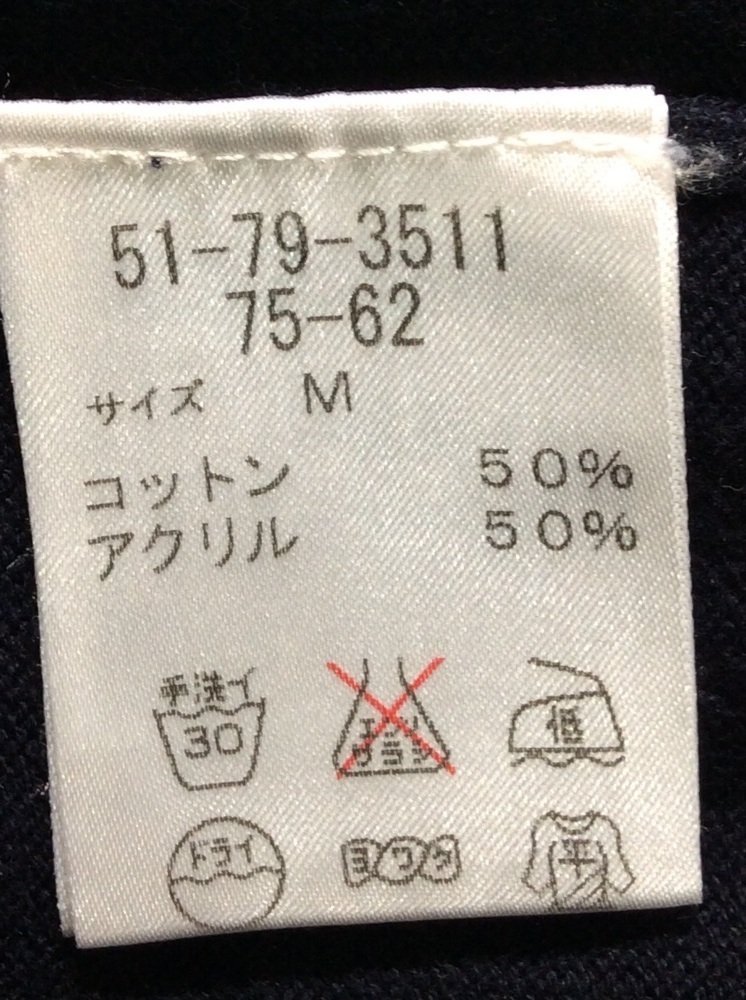 51-79-3511
75-62
サイズ M
コットン 50%
アクリル 50%
手洗イ
30
エンソ
サラシ
低
ドライ
ヨワク
平